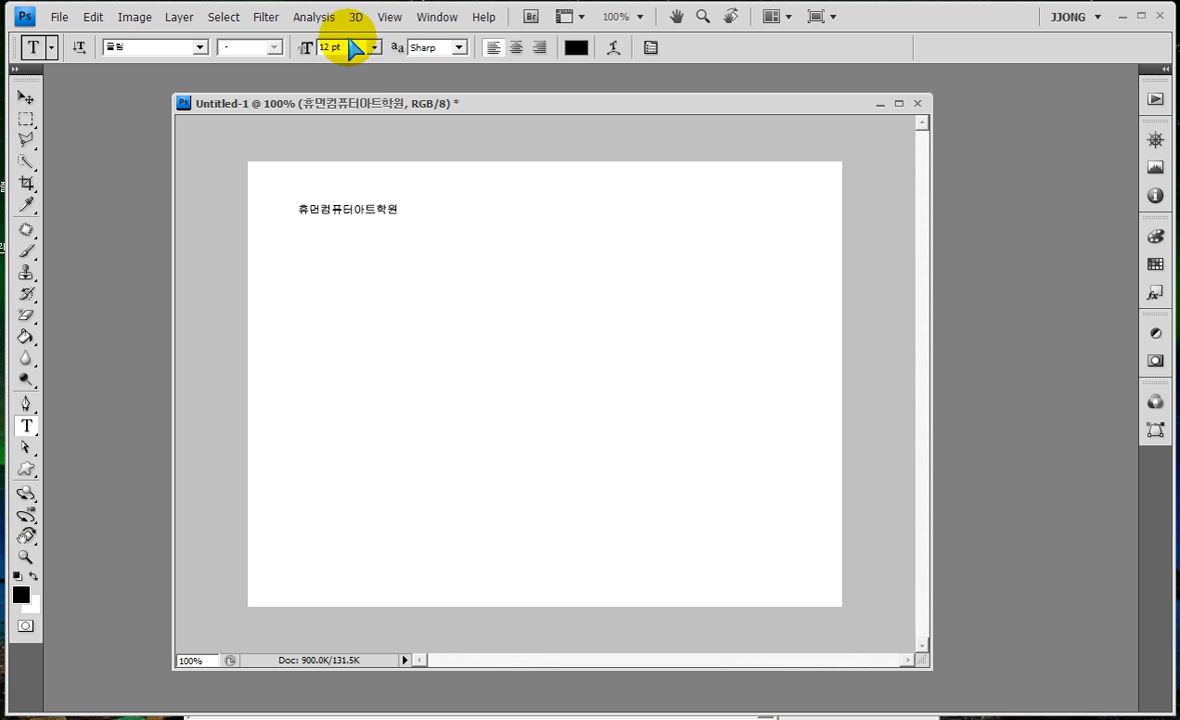 Ps File Edit Image Layer Select Filter Analysis 3D View Window Help Br 100% JJONG
T T 굴림 - T 12 pt aa Sharp
Ps Untitled-1 @ 100% (휴먼컴퓨터아트학원, RGB/8) *
휴먼컴퓨터아트학원
T
100% Doc: 900.0K/131.5K